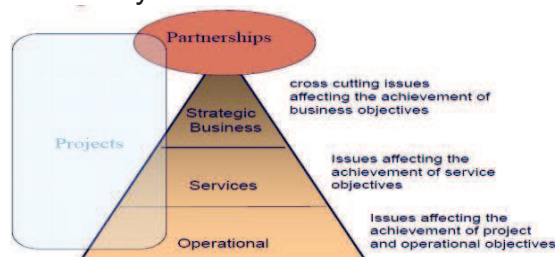 Partnerships
cross cutting issues
affecting the achievement of
business objectives
Strategic
Business
Projects
Issues affecting the
achievement of service
objectives
Services
Issues affecting the
achievement of project
and operational objectives
Operational